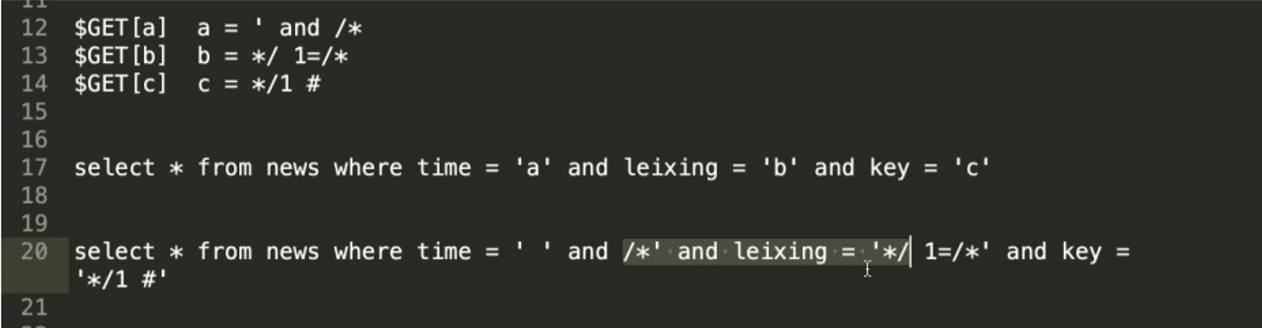 11
12 $GET[a]  a = ' and /*
13 $GET[b]  b = */ 1=/*
14 $GET[c]  c = */1 #
15
16
17 select * from news where time = 'a' and leixing = 'b' and key = 'c'
18
19
20 select * from news where time = ' ' and /*' and leixing = '*/ 1=/*' and key =
'*/1 #'
21